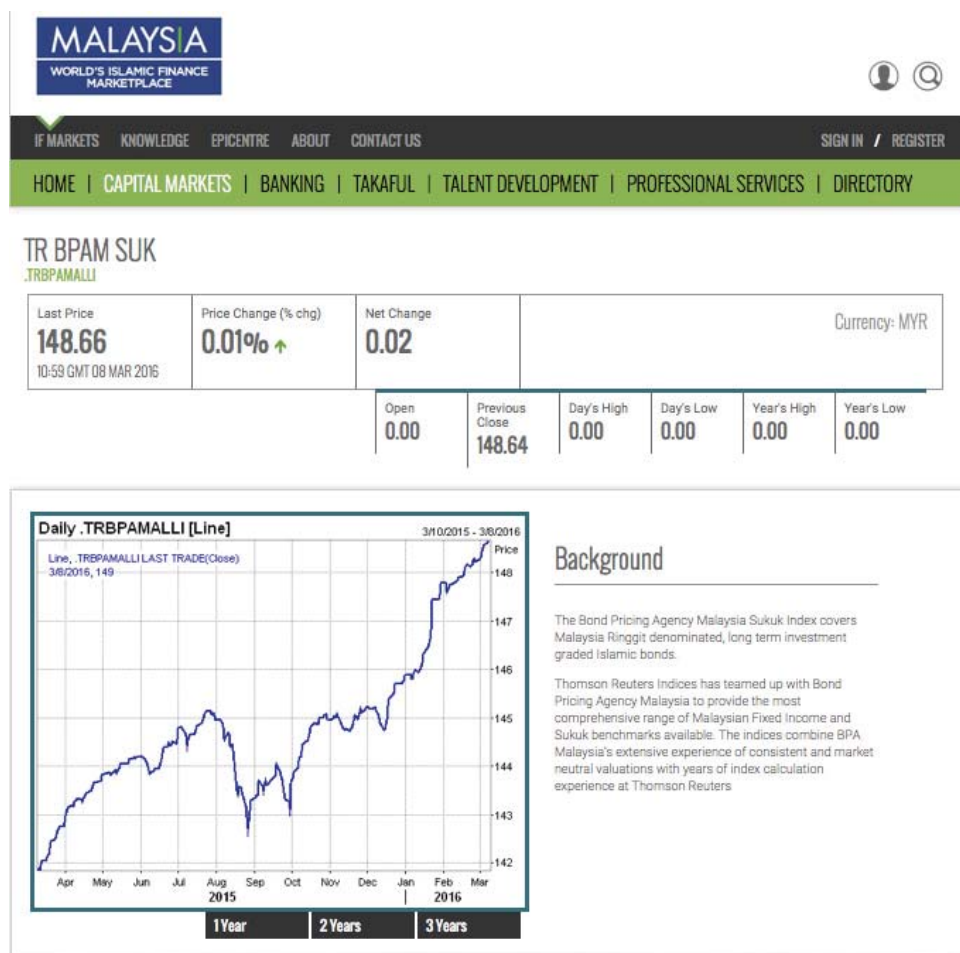 MALAYSIA
WORLD'S ISLAMIC FINANCE
MARKETPLACE
IF MARKETS KNOWLEDGE EPICENTRE ABOUT CONTACT US SIGN IN / REGISTER
HOME | CAPITAL MARKETS | BANKING | TAKAFUL | TALENT DEVELOPMENT | PROFESSIONAL SERVICES | DIRECTORY
TR BPAM SUK
.TRBPAMALLI
Last Price
148.66
10:59 GMT 08 MAR 2016
Price Change (% chg)
0.01%
Net Change
0.02
Currency: MYR
Open
0.00
Previous
Close
148.64
Day's High
0.00
Day's Low
0.00
Year's High
0.00
Year's Low
0.00
Daily .TRBPAMALLI [Line] 3/10/2015 - 3/8/2016
Line, .TRBPAMALLI LAST TRADE(Close)
3/8/2016, 149
Price
148
147
146
145
144
143
142
Apr May Jun Jul Aug Sep Oct Nov Dec Jan Feb Mar
2015 2016
1 Year 2 Years 3 Years
Background
The Bond Pricing Agency Malaysia Sukuk Index covers
Malaysia Ringgit denominated, long term investment
graded Islamic bonds.
Thomson Reuters Indices has teamed up with Bond
Pricing Agency Malaysia to provide the most
comprehensive range of Malaysian Fixed Income and
Sukuk benchmarks available. The indices combine BPA
Malaysia's extensive experience of consistent and market
neutral valuations with years of index calculation
experience at Thomson Reuters